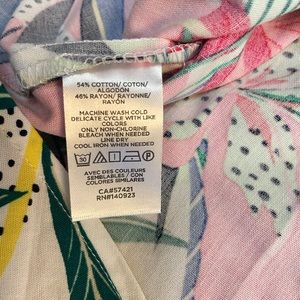 54% COTTON/ COTON/
ALGODÓN
46% RAYON/ RAYONNE/
RAYÓN
MACHINE WASH COLD
DELICATE CYCLE WITH LIKE
COLORS
ONLY NON-CHLORINE
BLEACH WHEN NEEDED
LINE DRY
COOL IRON WHEN NEEDED
30
P
AVEC DES COULEURS
SEMBLABLES / CON
COLORES SIMILARES
CA#57421
RN#140923